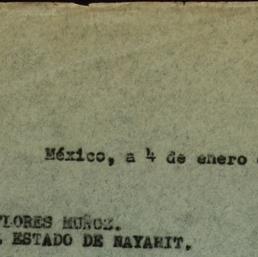 México, a 4 de enero
FLORES MUÑOZ.
ESTADO DE NAYARIT.